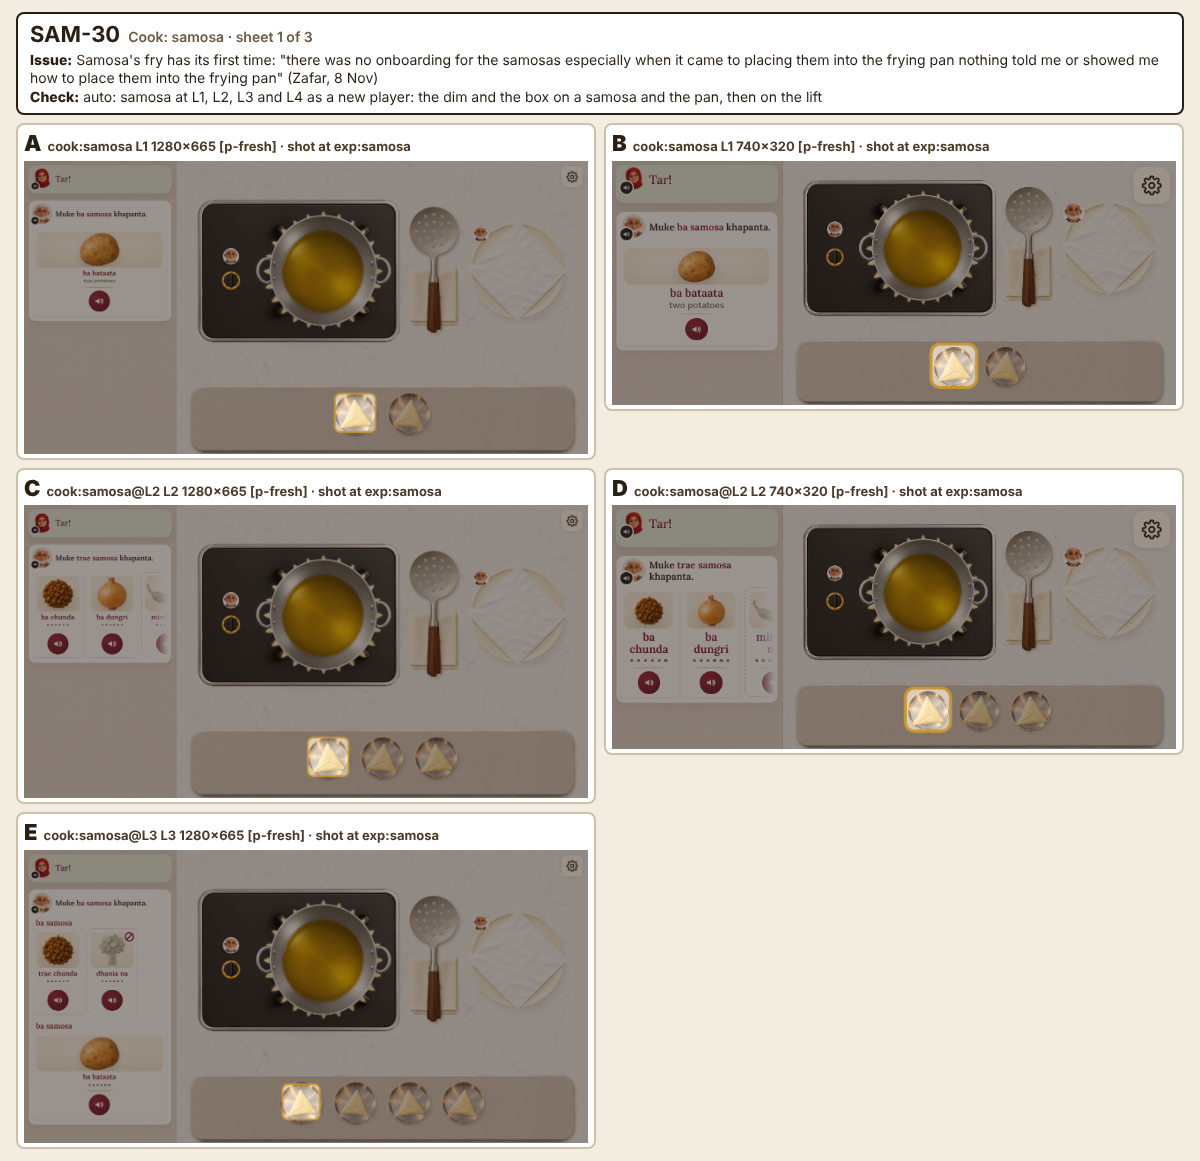 SAM-30 Cook: samosa · sheet 1 of 3
Issue: Samosa's fry has its first time: "there was no onboarding for the samosas especially when it came to placing them into the frying pan nothing told me or showed me
how to place them into the frying pan" (Zafar, 8 Nov)
Check: auto: samosa at L1, L2, L3 and L4 as a new player: the dim and the box on a samosa and the pan, then on the lift
A cook:samosa L1 1280×665 [p-fresh] · shot at exp:samosa
Tar!
Muke ba samosa khapanta.
ba bataata
two potatoes
B cook:samosa L1 740×320 [p-fresh] · shot at exp:samosa
Tar!
Muke ba samosa khapanta.
ba bataata
two potatoes
C cook:samosa@L2 L2 1280×665 [p-fresh] · shot at exp:samosa
Tar!
Muke trae samosa khapanta.
ba chunda
ba dungri
D cook:samosa@L2 L2 740×320 [p-fresh] · shot at exp:samosa
Tar!
Muke trae samosa
khapanta.
ba
chunda
ba
dungri
E cook:samosa@L3 L3 1280×665 [p-fresh] · shot at exp:samosa
Tar!
Muke ba samosa khapanta.
ba samosa
trae chunda
dhania na
ba samosa
ba bataata